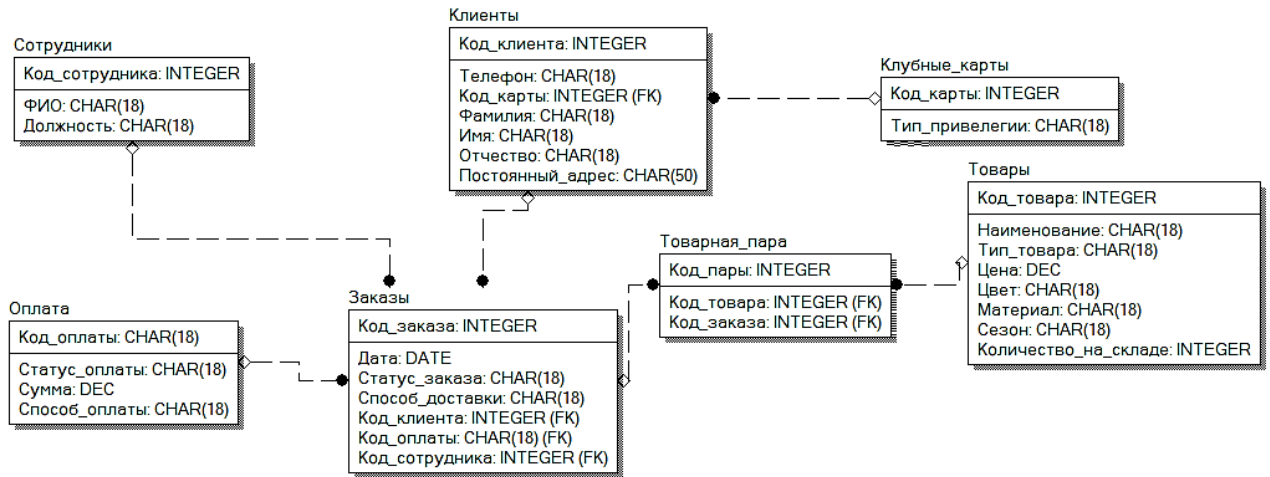 Сотрудники
Код_сотрудника: INTEGER
ФИО: CHAR(18)
Должность: CHAR(18)
Клиенты
Код_клиента: INTEGER
Телефон: CHAR(18)
Код_карты: INTEGER (FK)
Фамилия: CHAR(18)
Имя: CHAR(18)
Отчество: CHAR(18)
Постоянный_адрес: CHAR(50)
Клубные_карты
Код_карты: INTEGER
Тип_привелегии: CHAR(18)
Товары
Код_товара: INTEGER
Наименование: CHAR(18)
Тип_товара: CHAR(18)
Цена: DEC
Цвет: CHAR(18)
Материал: CHAR(18)
Сезон: CHAR(18)
Количество_на_складе: INTEGER
Товарная_пара
Код_пары: INTEGER
Код_товара: INTEGER (FK)
Код_заказа: INTEGER (FK)
Оплата
Код_оплаты: CHAR(18)
Статус_оплаты: CHAR(18)
Сумма: DEC
Способ_оплаты: CHAR(18)
Заказы
Код_заказа: INTEGER
Дата: DATE
Статус_заказа: CHAR(18)
Способ_доставки: CHAR(18)
Код_клиента: INTEGER (FK)
Код_оплаты: CHAR(18) (FK)
Код_сотрудника: INTEGER (FK)